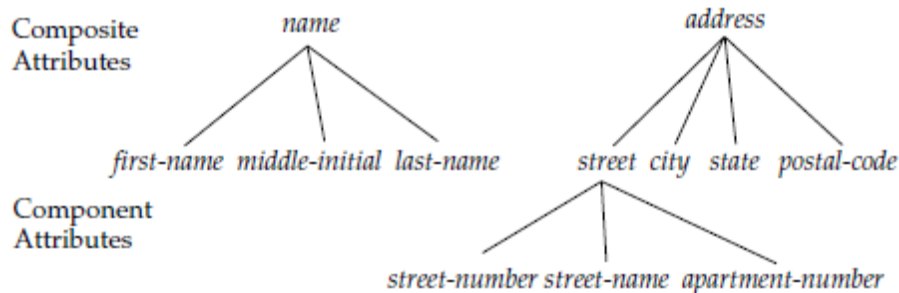 Composite name address
Attributes
first-name middle-initial last-name street city state postal-code
Component
Attributes
street-number street-name apartment-number